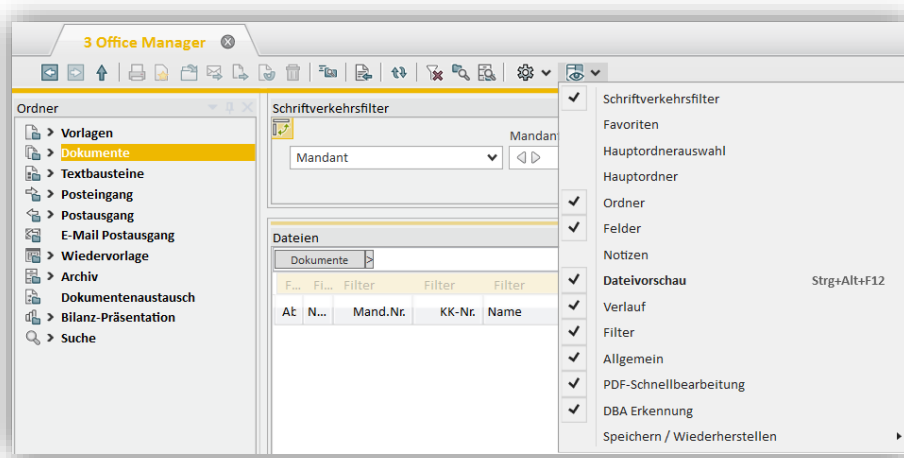 3 Office Manager
Ordner
Vorlagen
Dokumente
Textbausteine
Posteingang
Postausgang
E-Mail Postausgang
Wiedervorlage
Archiv
Dokumentenaustausch
Bilanz-Präsentation
Suche
Schriftverkehrsfilter
Mandant
Mandant
Dateien
Dokumente >
F... Fi... Filter Filter Filter
At N... Mand.Nr. KK-Nr. Name
Schriftverkehrsfilter
Favoriten
Hauptordnerauswahl
Hauptordner
Ordner
Felder
Notizen
Dateivorschau Strg+Alt+F12
Verlauf
Filter
Allgemein
PDF-Schnellbearbeitung
DBA Erkennung
Speichern / Wiederherstellen